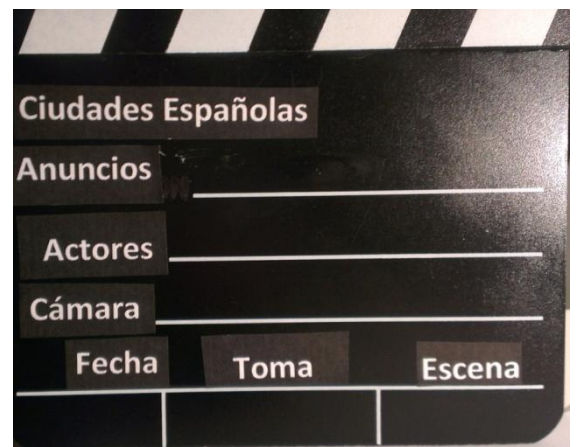 Ciudades Españolas
Anuncios
Actores
Cámara
Fecha Toma Escena